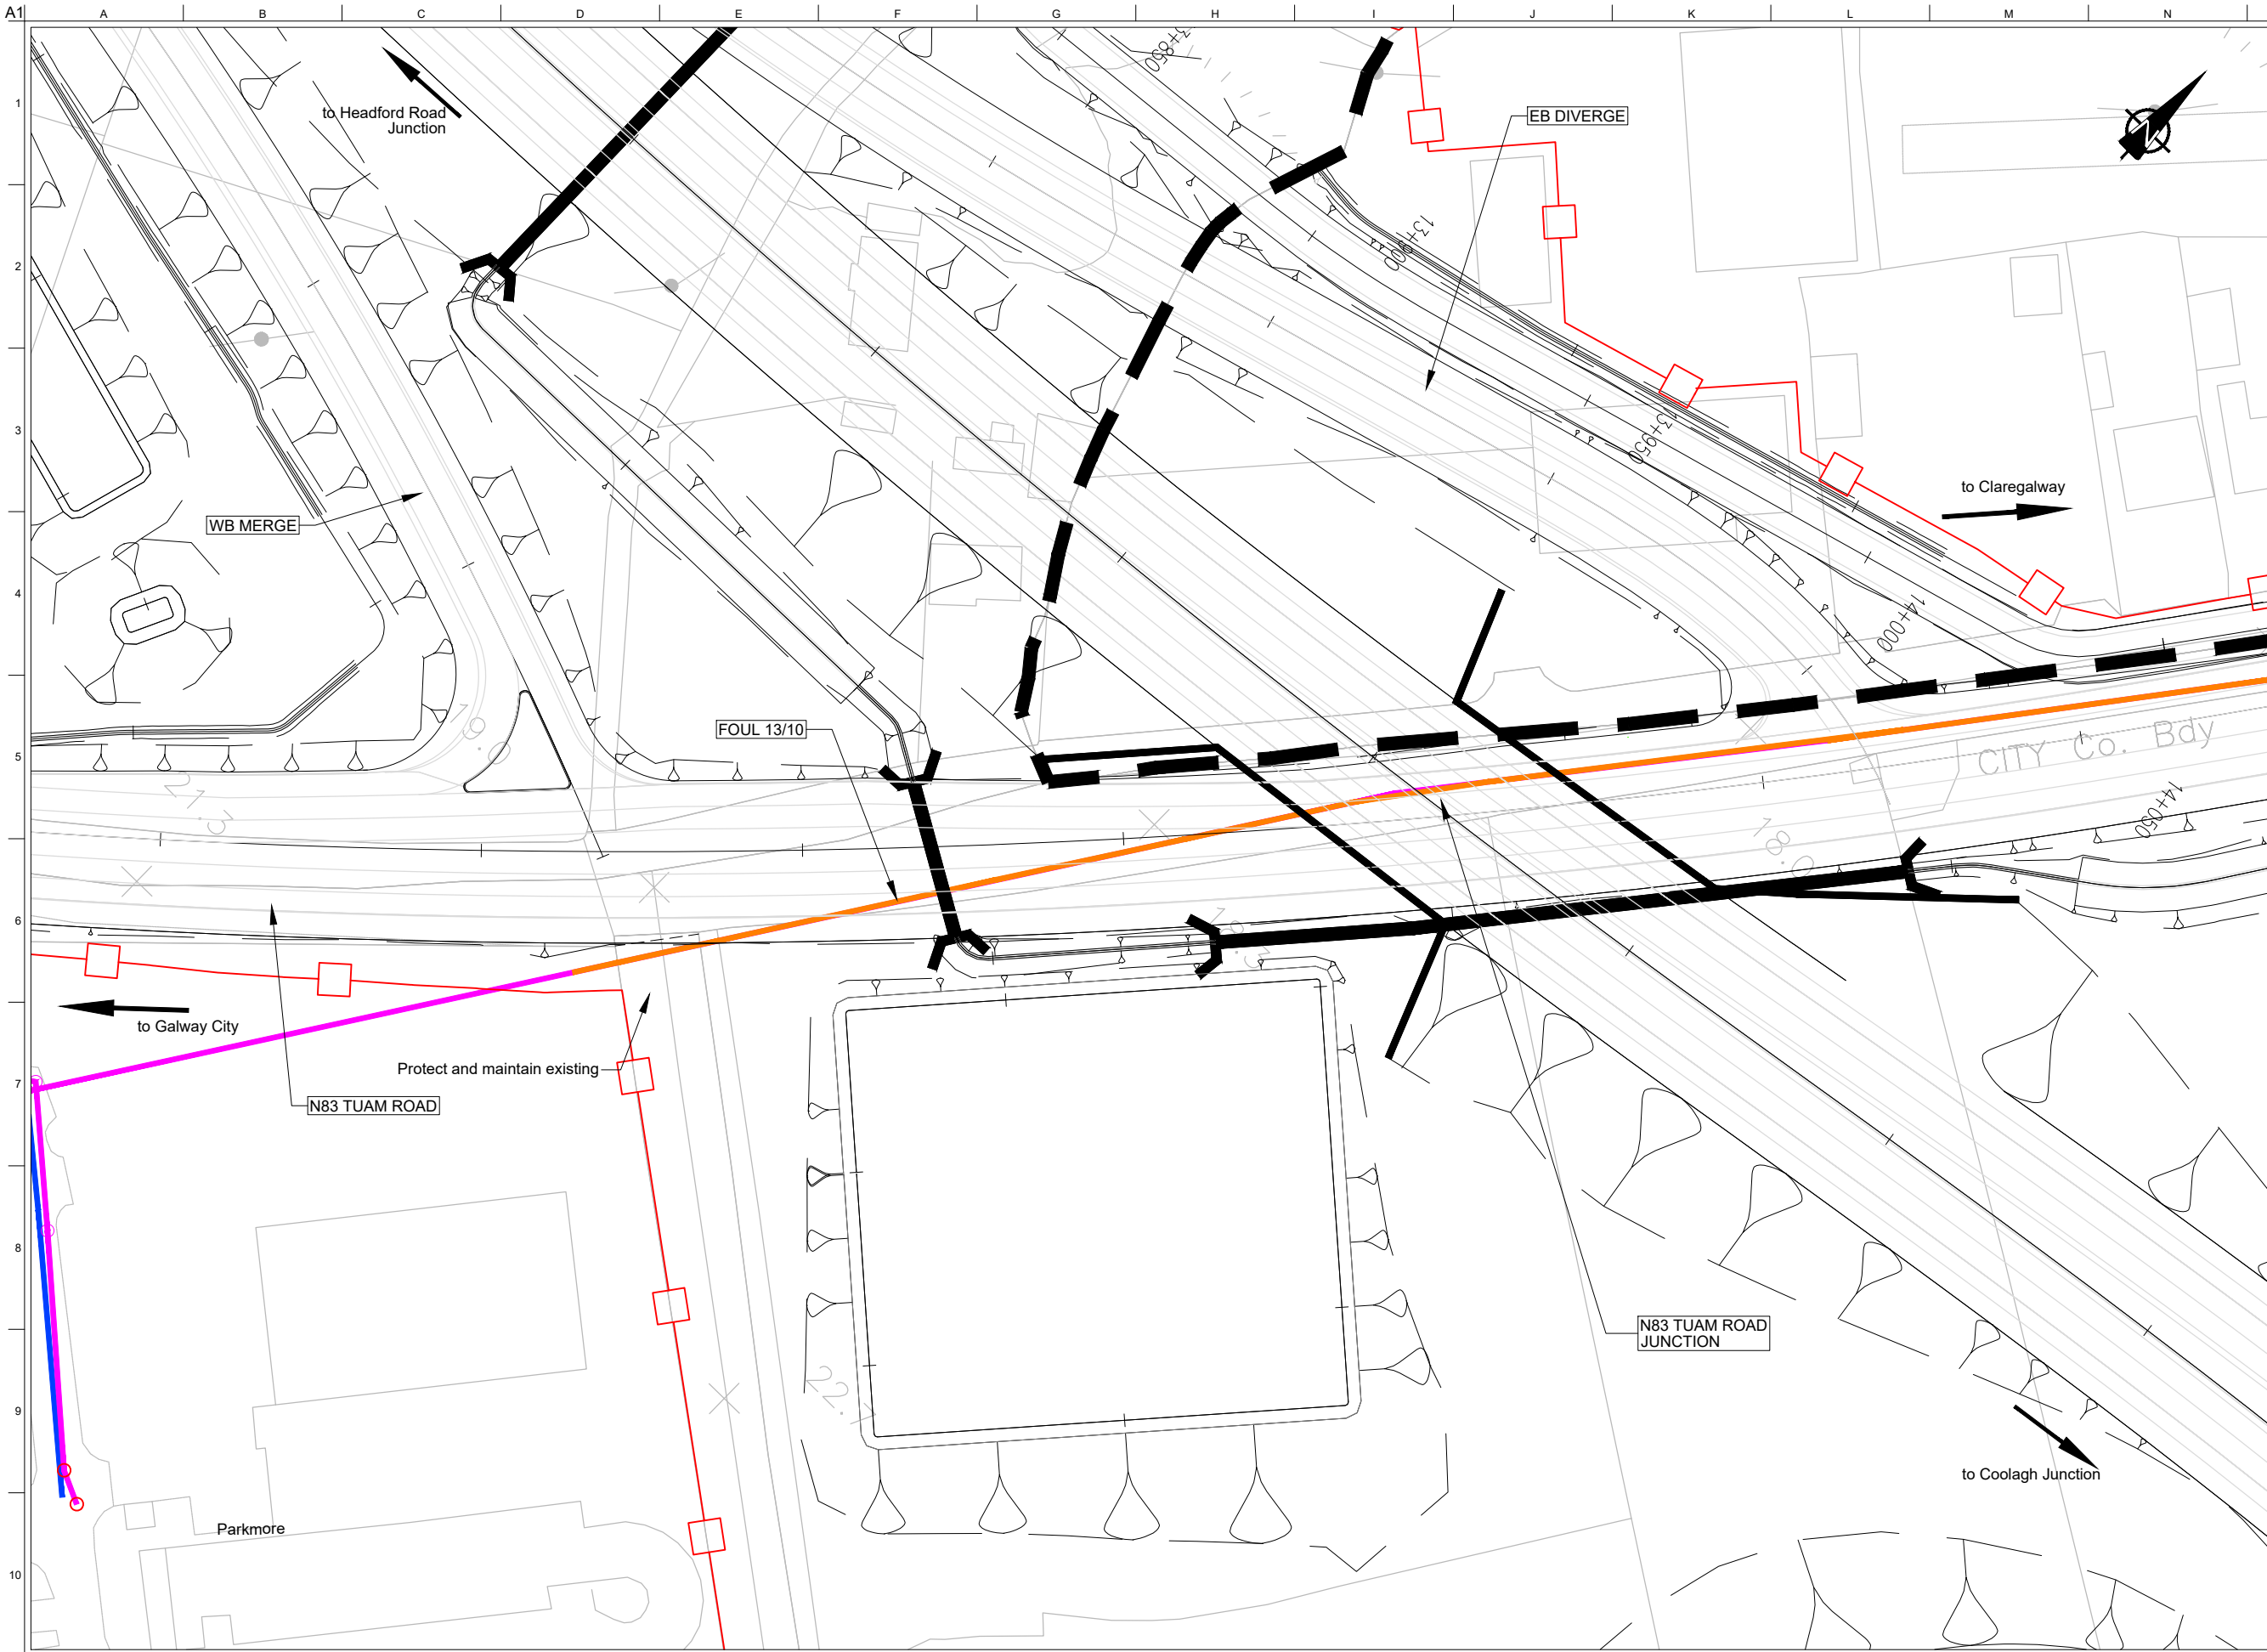 A1
A B C D E F G H I J K L M N
1
2
3
4
5
6
7
8
9
10
to Headford Road
Junction
13+850
EB DIVERGE
N
13+900
13+950
to Claregalway
WB MERGE
14+000
FOUL 13/10
CITY Co. Bdy
14+050
to Galway City
Protect and maintain existing
N83 TUAM ROAD
N83 TUAM ROAD
JUNCTION
to Coolagh Junction
Parkmore